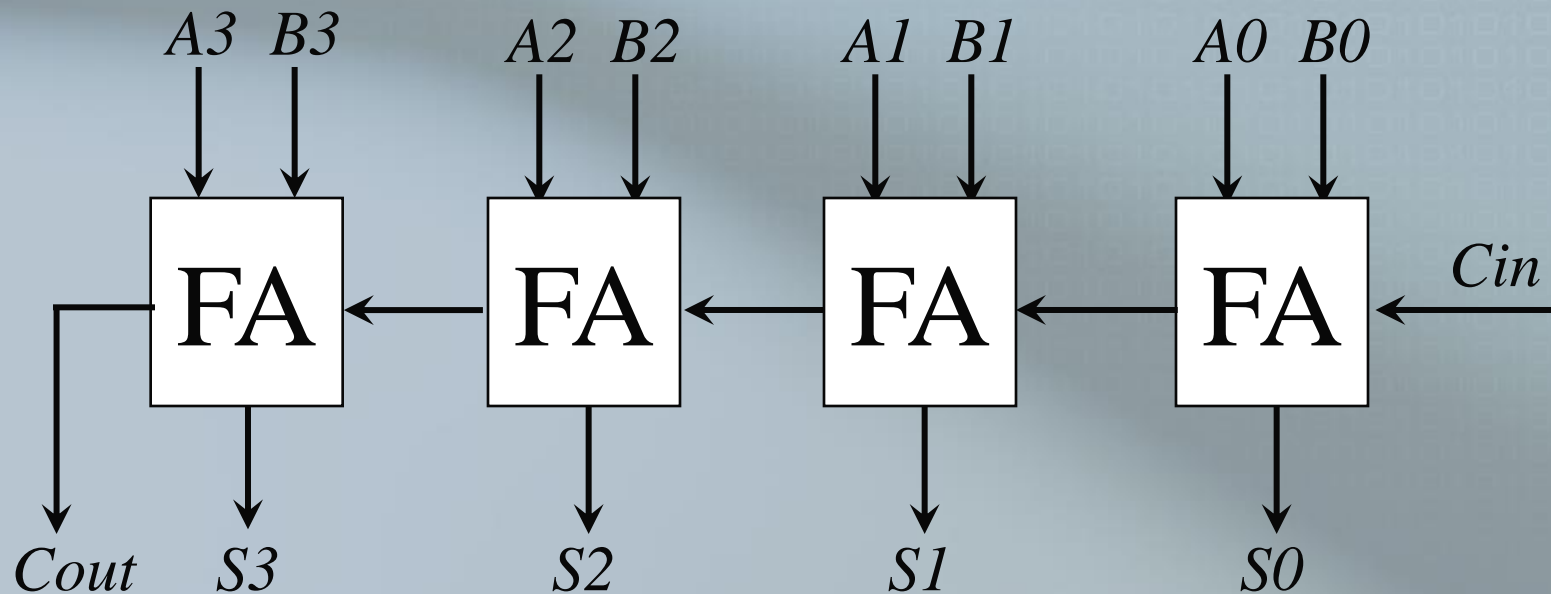 A3 B3 A2 B2 A1 B1 A0 B0
Cin
FA FA FA FA
Cout S3 S2 S1 S0